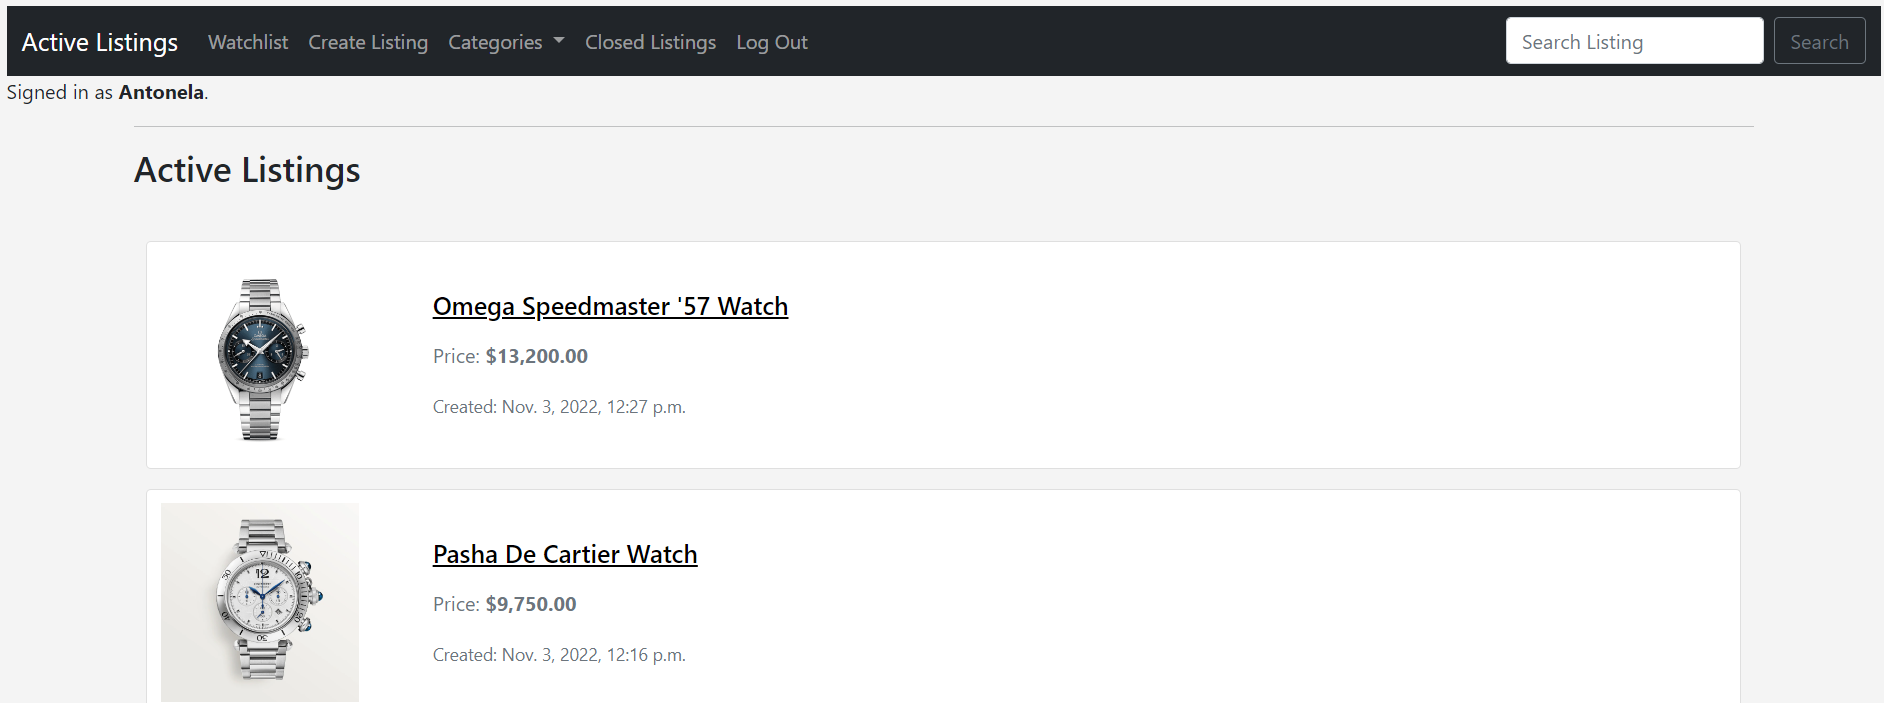 Active Listings Watchlist Create Listing Categories Closed Listings Log Out Search Listing Search
Signed in as Antonela.
Active Listings
Omega Speedmaster '57 Watch
Price: $13,200.00
Created: Nov. 3, 2022, 12:27 p.m.
Pasha De Cartier Watch
Price: $9,750.00
Created: Nov. 3, 2022, 12:16 p.m.
12